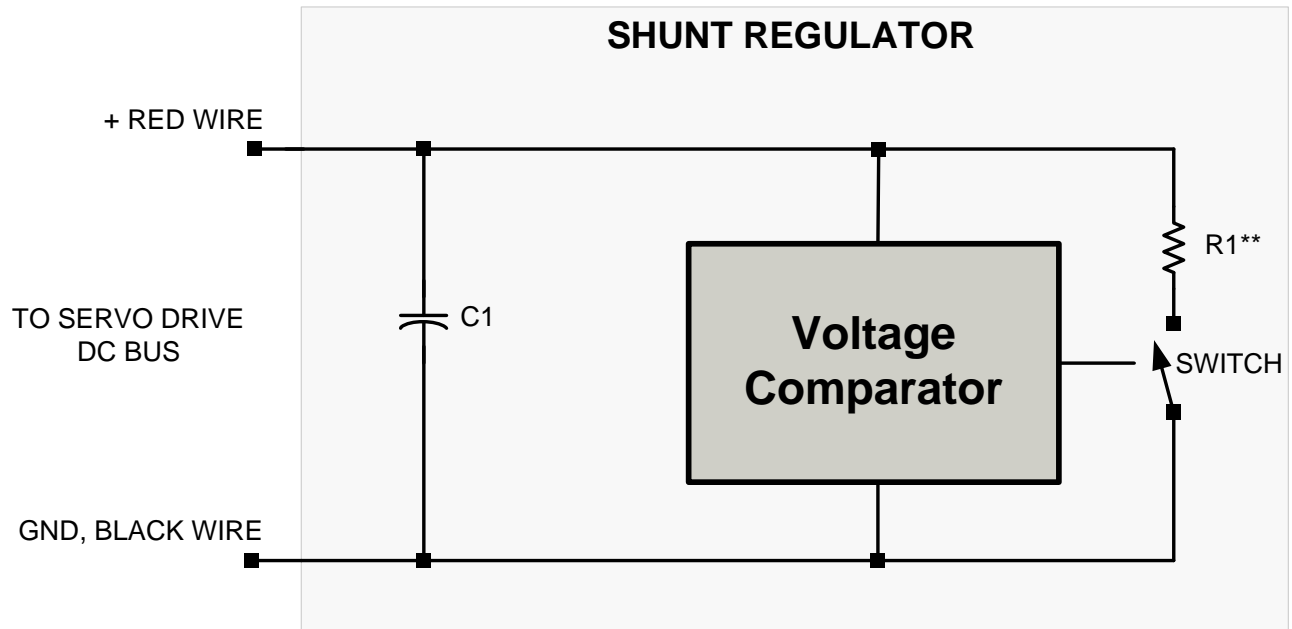 SHUNT REGULATOR
+ RED WIRE
R1**
C1
TO SERVO DRIVE
DC BUS
Voltage
Comparator
SWITCH
GND, BLACK WIRE